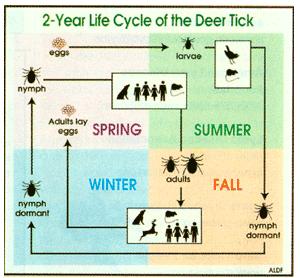 2-Year Life Cycle of the Deer Tick
eggs
larvae
nymph
Adults lay
eggs
SPRING
SUMMER
WINTER
adults
FALL
nymph
dormant
nymph
dormant
ALDF